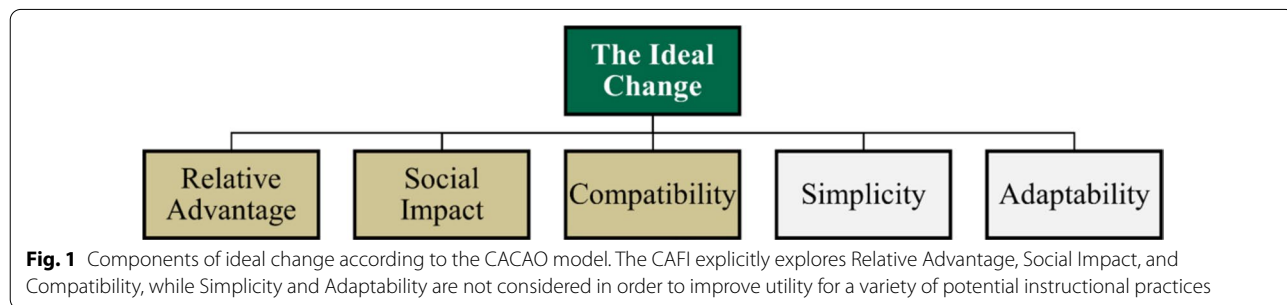 The Ideal
Change
Relative
Advantage
Social
Impact
Compatibility
Simplicity
Adaptability
Fig. 1 Components of ideal change according to the CACAO model. The CAFI explicitly explores Relative Advantage, Social Impact, and
Compatibility, while Simplicity and Adaptability are not considered in order to improve utility for a variety of potential instructional practices